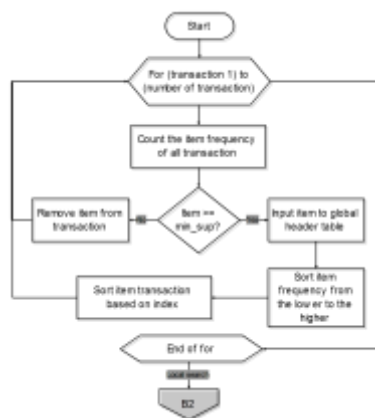 Start
For (transaction 1) to
(number of transaction)
Count the item frequency
of all transaction
Item ==
min_sup?
Remove item from
transaction
Input item to global
header table
Sort item
frequency from
the lower to the
higher
Sort item transaction
based on index
End of for
B2